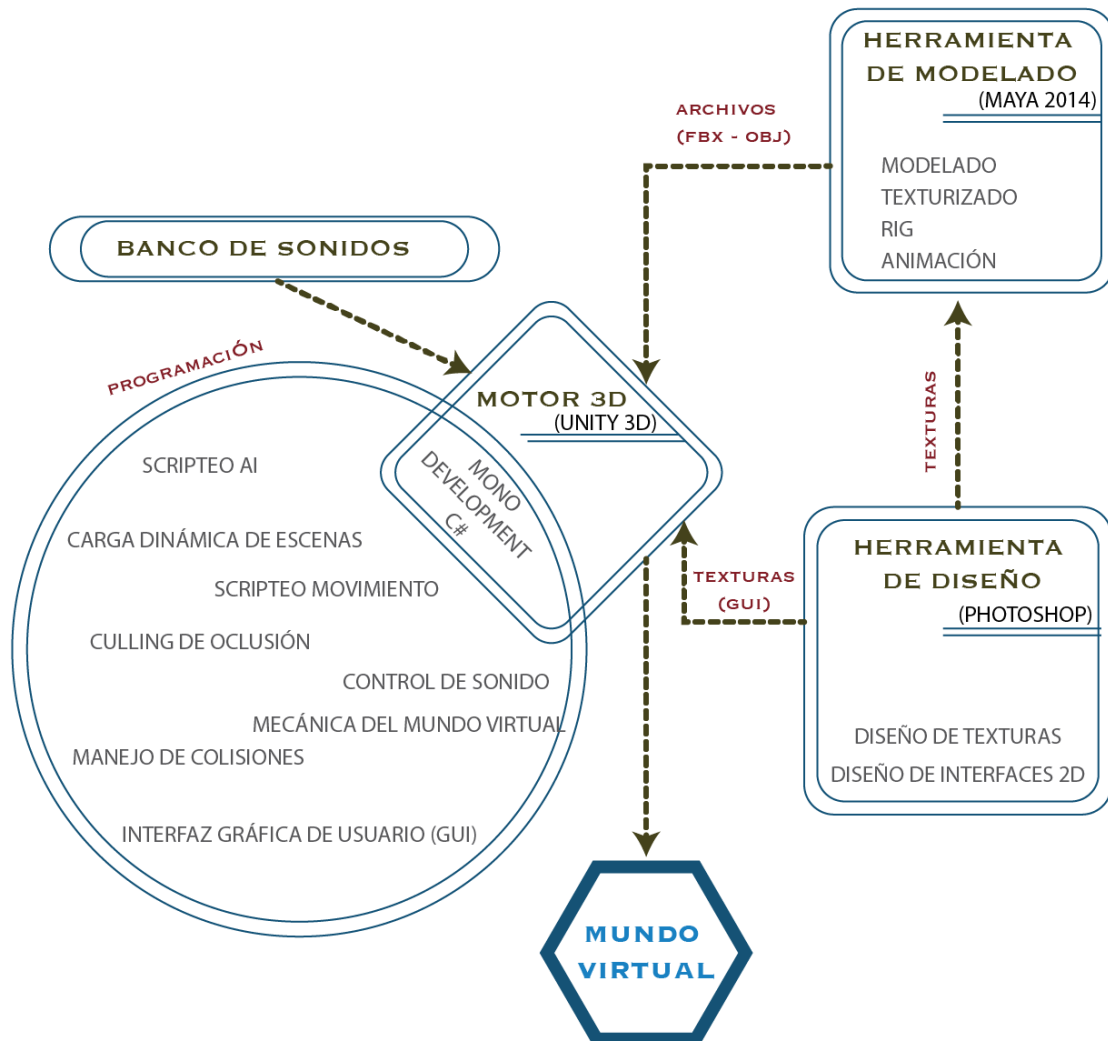 HERRAMIENTA
DE MODELADO
(MAYA 2014)
MODELADO
TEXTURIZADO
RIG
ANIMACIÓN
ARCHIVOS
(FBX - OBJ)
BANCO DE SONIDOS
PROGRAMACIÓN
MOTOR 3D
(UNITY 3D)
MONO
DEVELOPMENT
C#
SCRIPTEO AI
CARGA DINÁMICA DE ESCENAS
SCRIPTEO MOVIMIENTO
CULLING DE OCLUSIÓN
CONTROL DE SONIDO
MECÁNICA DEL MUNDO VIRTUAL
MANEJO DE COLISIONES
INTERFAZ GRÁFICA DE USUARIO (GUI)
TEXTURAS
TEXTURAS
(GUI)
HERRAMIENTA
DE DISEÑO
(PHOTOSHOP)
DISEÑO DE TEXTURAS
DISEÑO DE INTERFACES 2D
MUNDO
VIRTUAL